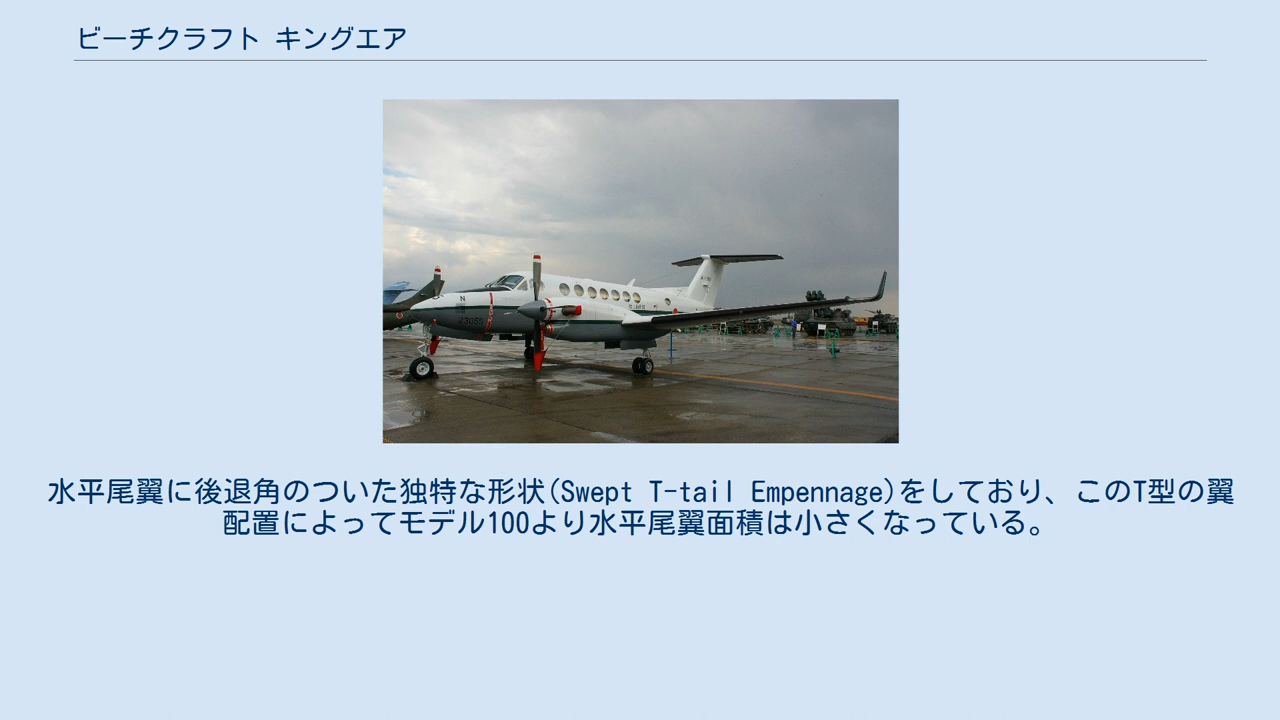 ビーチクラフト キングエア
水平尾翼に後退角のついた独特な形状(Swept T-tail Empennage)をしており、このT型の翼
配置によってモデル100より水平尾翼面積は小さくなっている。
N